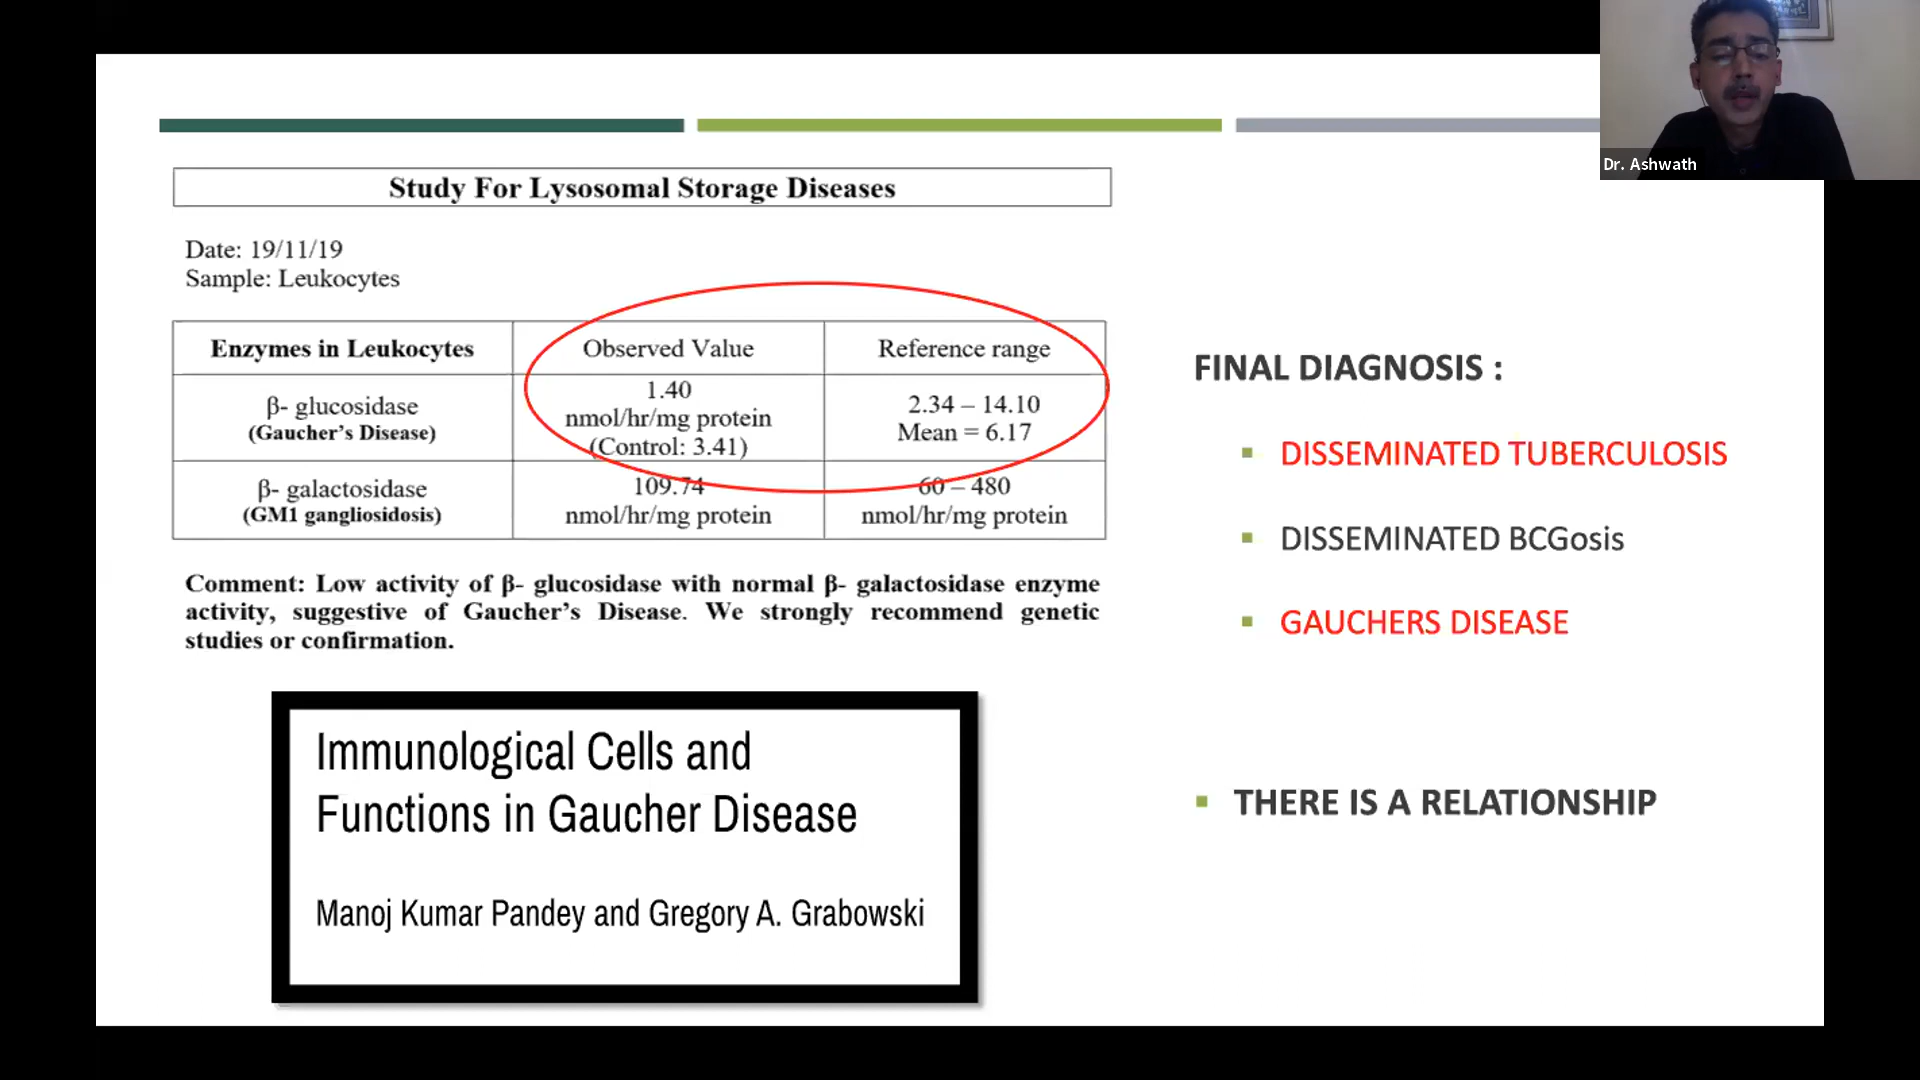 Dr. Ashwath
Study For Lysosomal Storage Diseases
Date: 19/11/19
Sample: Leukocytes
Enzymes in Leukocytes
Observed Value
Reference range
β- glucosidase
(Gaucher's Disease)
1.40
nmol/hr/mg protein
(Control: 3.41)
2.34 – 14.10
Mean = 6.17
β- galactosidase
(GM1 gangliosidosis)
109.74
nmol/hr/mg protein
60 – 480
nmol/hr/mg protein
Comment: Low activity of β- glucosidase with normal β- galactosidase enzyme
activity, suggestive of Gaucher's Disease. We strongly recommend genetic
studies or confirmation.
Immunological Cells and
Functions in Gaucher Disease
Manoj Kumar Pandey and Gregory A. Grabowski
FINAL DIAGNOSIS :
▪ DISSEMINATED TUBERCULOSIS
▪ DISSEMINATED BCGosis
▪ GAUCHERS DISEASE
▪ THERE IS A RELATIONSHIP